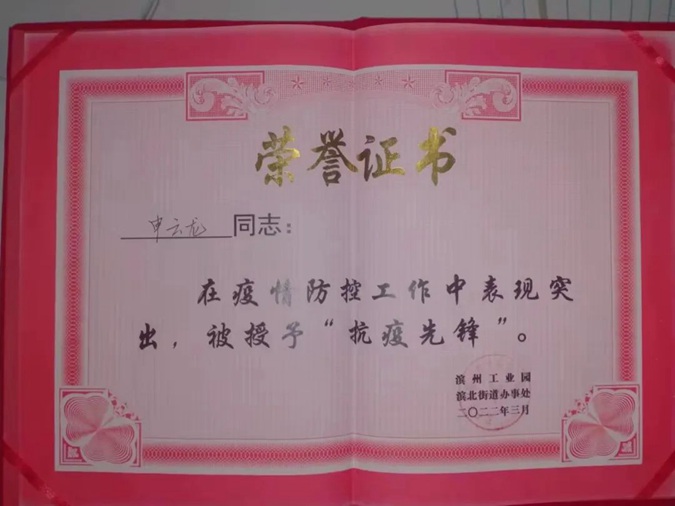 荣誉证书
申云龙 同志:
在疫情防控工作中表现突
出，被授予“抗疫先锋”。
滨州工业园
滨北街道办事处
二〇二二年三月